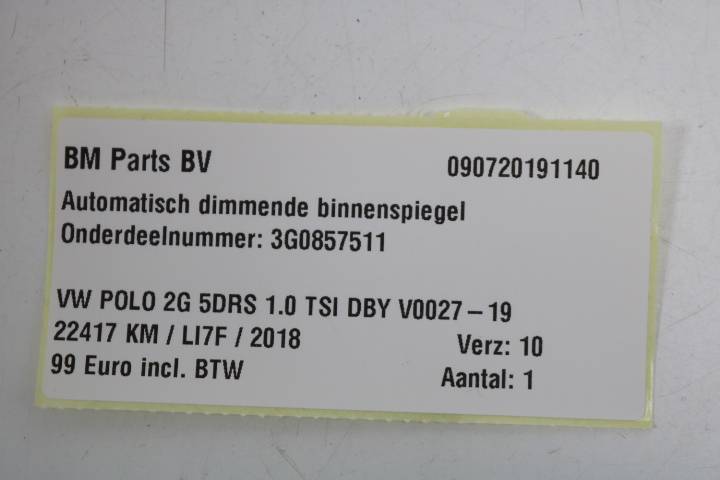 BM Parts BV 090720191140
Automatisch dimmende binnenspiegel
Onderdeelnummer: 3G0857511
VW POLO 2G 5DRS 1.0 TSI DBY V0027 – 19
22417 KM / LI7F / 2018 Verz: 10
99 Euro incl. BTW Aantal: 1